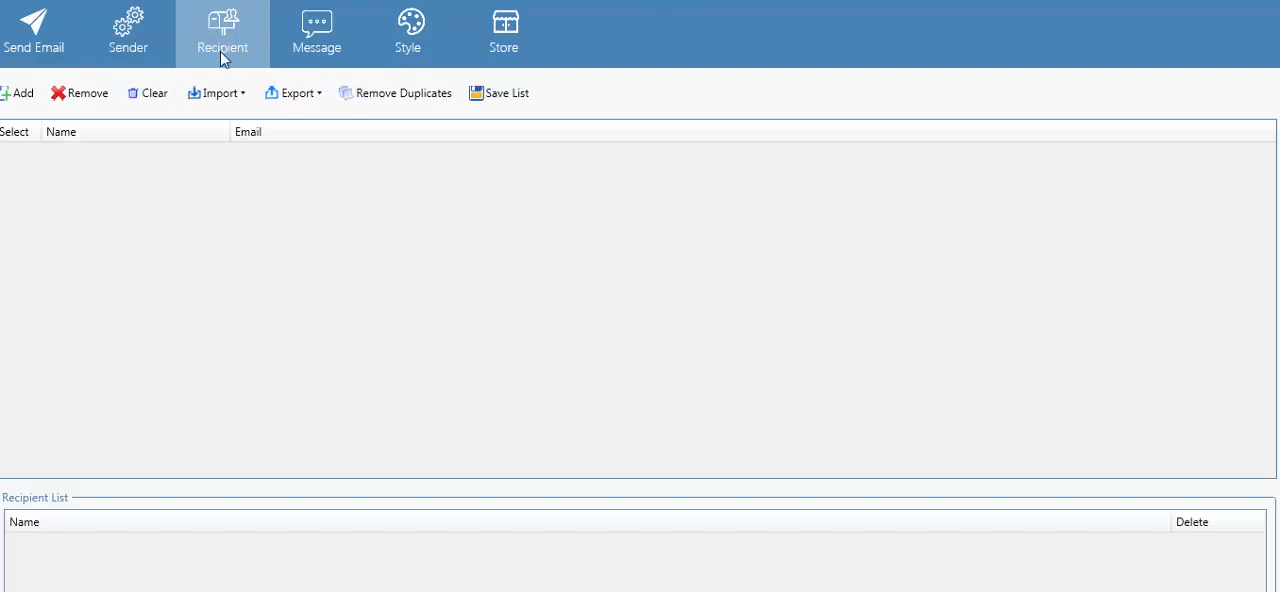 Send Email Sender Recipient Message Style Store
Add Remove Clear Import Export Remove Duplicates Save List
Select Name Email
Recipient List
Name Delete